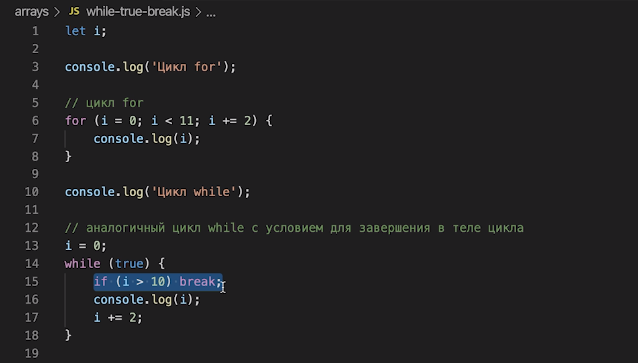 arrays > JS while-true-break.js > ...
1 let i;
2
3 console.log('Цикл for');
4
5 // цикл for
6 for (i = 0; i < 11; i += 2) {
7 console.log(i);
8 }
9
10 console.log('Цикл while');
11
12 // аналогичный цикл while с условием для завершения в теле цикла
13 i = 0;
14 while (true) {
15 if (i > 10) break;
16 console.log(i);
17 i += 2;
18 }
19